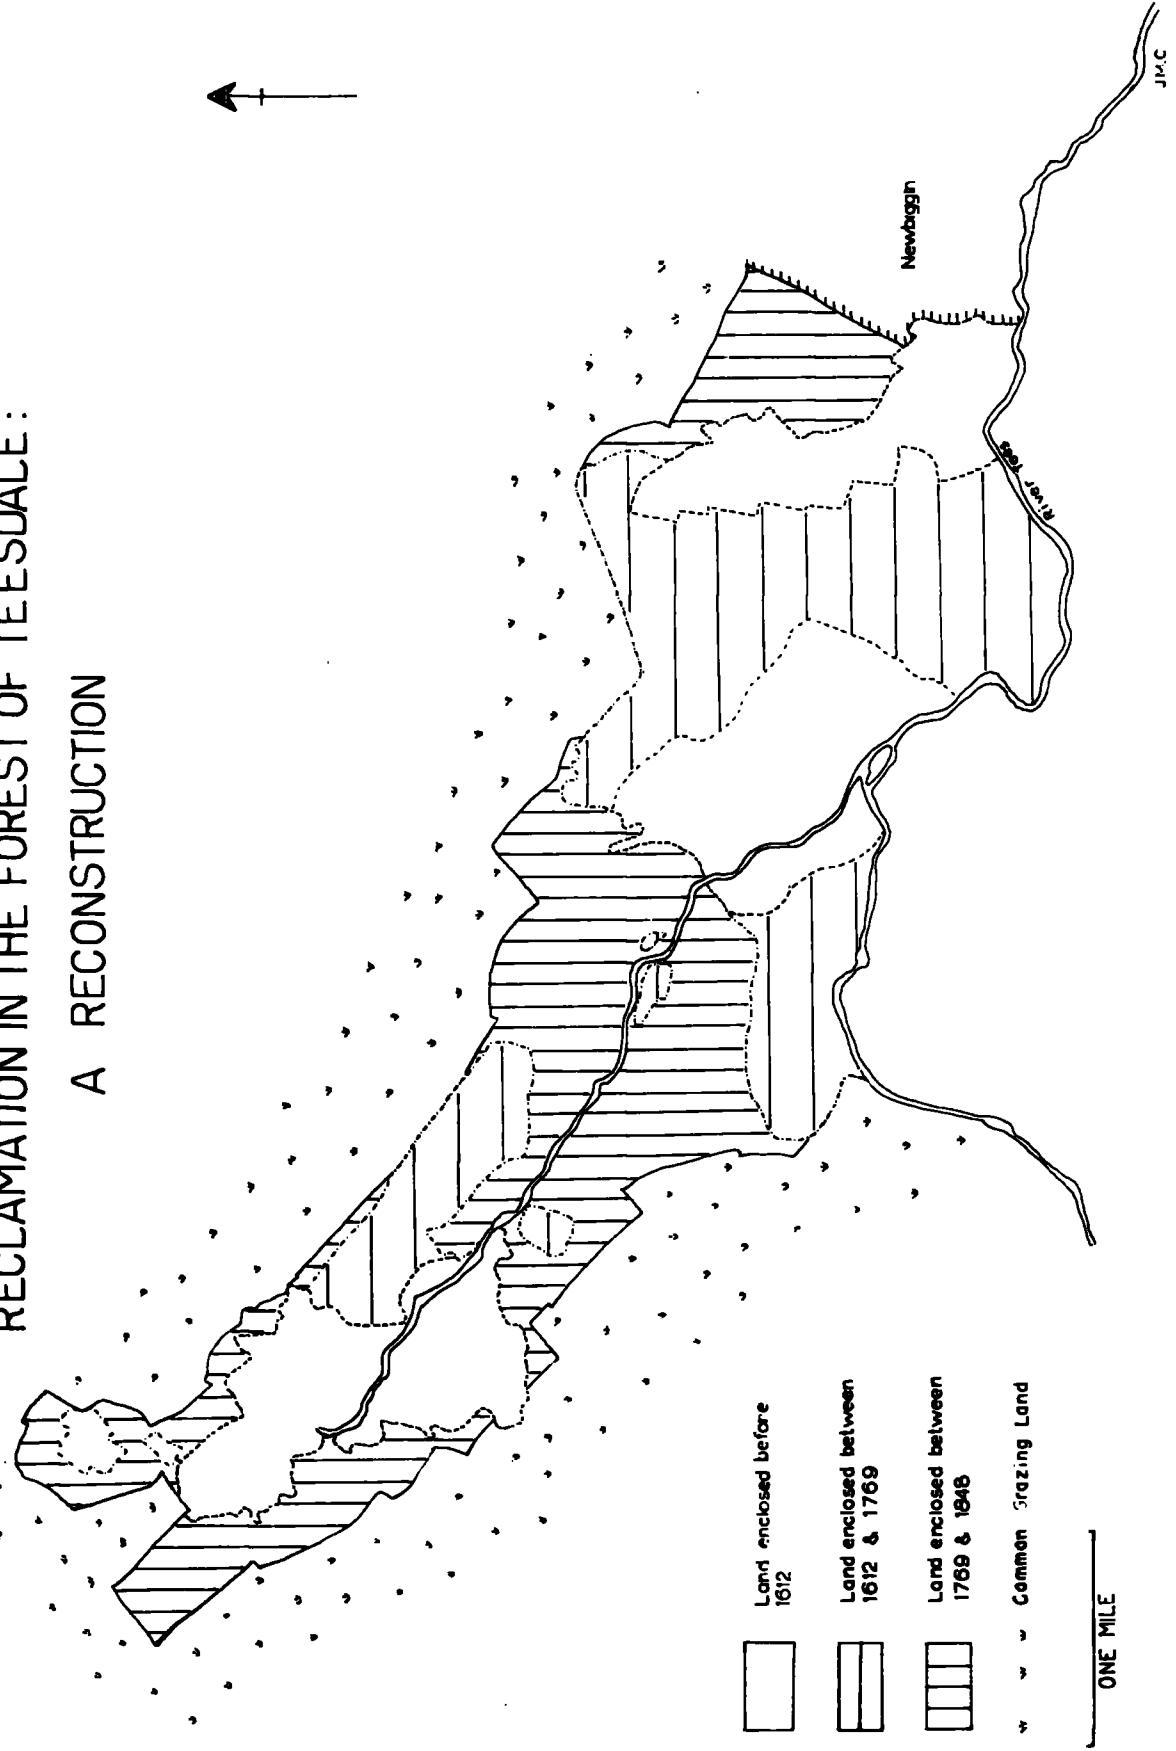 RECLAMATION IN THE FOREST OF TEESDALE:
A RECONSTRUCTION
Newbiggin
River Tees
Land enclosed before
1612
Land enclosed between
1612 & 1769
Land enclosed between
1769 & 1848
Common Grazing Land
ONE MILE
J.M.C